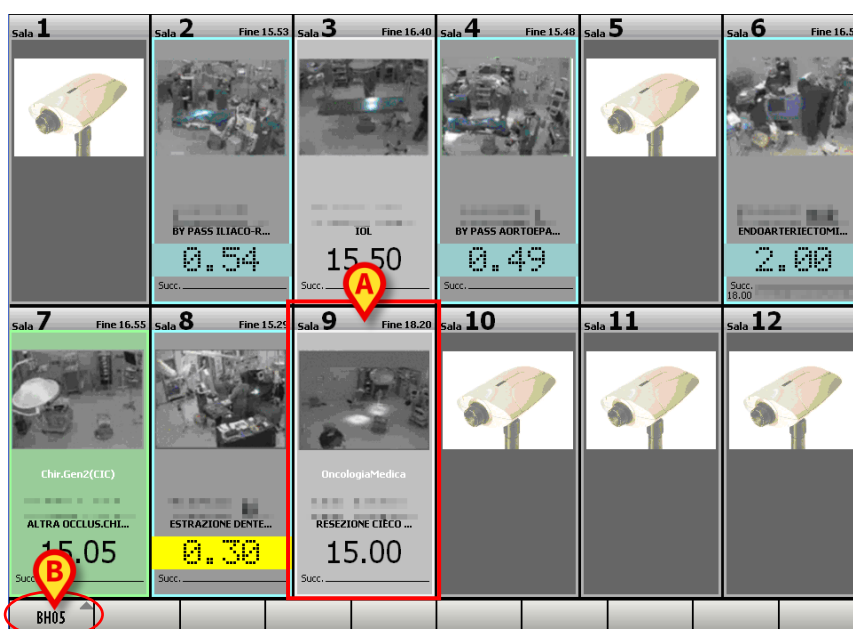 Sala 1
Sala 2 Fine 15.53
Sala 3 Fine 16.40
Sala 4 Fine 15.48
Sala 5
Sala 6 Fine 16.5
BY PASS ILIACO-R...
IOL
BY PASS AORTOEPA...
ENDOARTERIECTOMI...
0.54
15.50
0.49
2.00
Succ.
Succ.
Succ.
Succ.
18.00
A
Sala 7 Fine 16.55
Sala 8 Fine 15.29
Sala 9 Fine 18.20
Sala 10
Sala 11
Sala 12
Chir.Gen2(CIC)
OncologiaMedica
ALTRA OCCLUS.CHI...
ESTRAZIONE DENTE...
RESEZIONE CIECO ...
15.05
0.30
15.00
Succ.
Succ.
Succ.
B
BH05